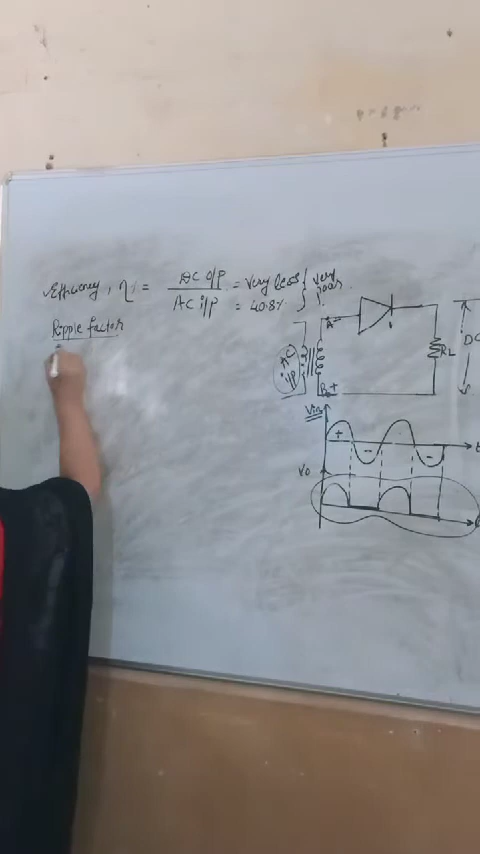 Efficiency, η% = DC o/p / AC i/p = Very less } Very
= 40.8% } poor.
Ripple factor
A
AC i/p
RL
DC
B +
Vin
+ - - t
Vo